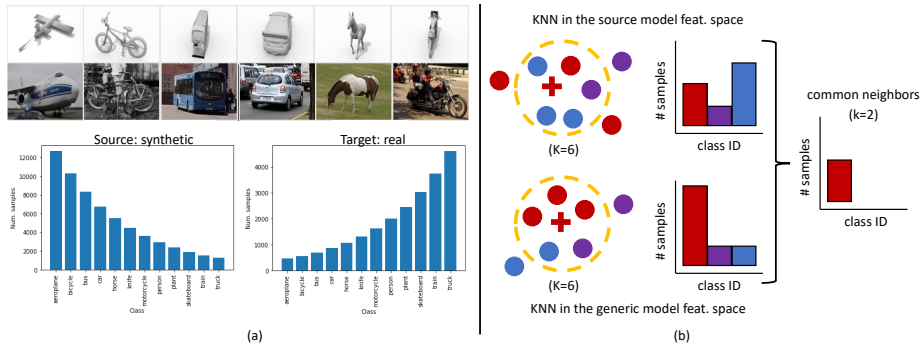 Source: synthetic
Target: real
Num. samples
12000
10000
8000
6000
4000
2000
0
aeroplane
bicycle
bus
car
horse
knife
motorcycle
person
plant
skateboard
train
truck
Class
Num. samples
4000
3000
2000
1000
0
aeroplane
bicycle
bus
car
horse
knife
motorcycle
person
plant
skateboard
train
truck
Class
(a)
KNN in the source model feat. space
(K=6)
# samples
class ID
(K=6)
# samples
class ID
KNN in the generic model feat. space
common neighbors
(k=2)
# samples
class ID
(b)